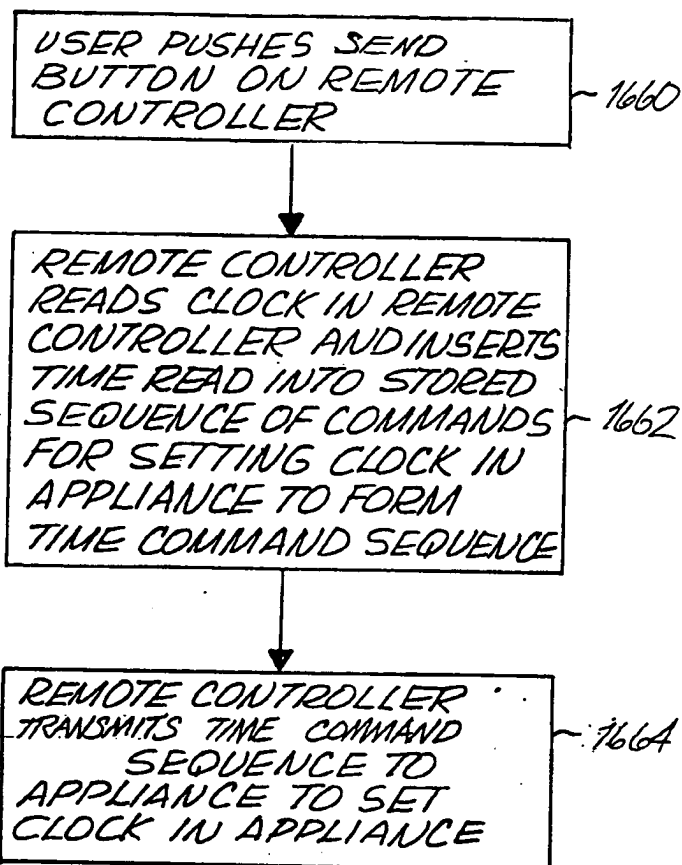 USER PUSHES SEND
BUTTON ON REMOTE
CONTROLLER
1660
REMOTE CONTROLLER
READS CLOCK IN REMOTE
CONTROLLER AND INSERTS
TIME READ INTO STORED
SEQUENCE OF COMMANDS
FOR SETTING CLOCK IN
APPLIANCE TO FORM
TIME COMMAND SEQUENCE
1662
REMOTE CONTROLLER
TRANSMITS TIME COMMAND
SEQUENCE TO
APPLIANCE TO SET
CLOCK IN APPLIANCE
1664